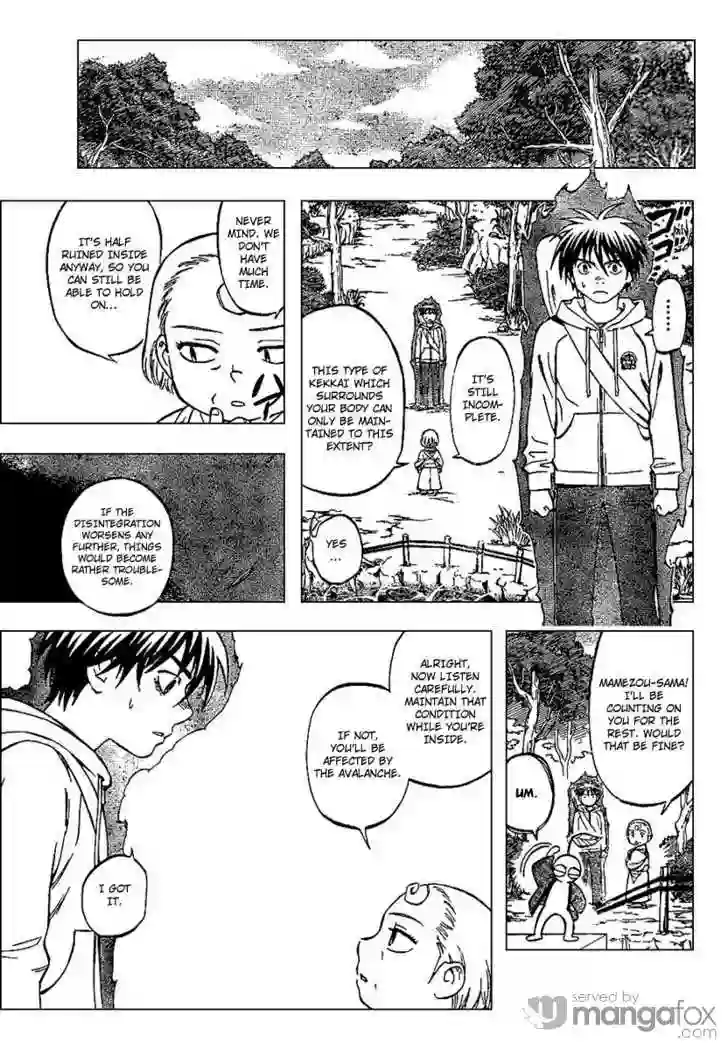 ゴゴ
......
IT'S
STILL
INCOM-
PLETE.
THIS TYPE OF
KEKKAI WHICH
SURROUNDS
YOUR BODY CAN
ONLY BE MAIN-
TAINED TO THIS
EXTENT?
YES
...
NEVER
MIND. WE
DON'T
HAVE
MUCH
TIME.
IT'S HALF
RUINED INSIDE
ANYWAY, SO YOU
CAN STILL BE
ABLE TO HOLD
ON...
IF THE
DISINTEGRATION
WORSENS ANY
FURTHER, THINGS
WOULD BECOME
RATHER TROUBLE-
SOME.
MAMEZOU-SAMA!
I'LL BE
COUNTING ON
YOU FOR THE
REST. WOULD
THAT BE FINE?
UM.
ALRIGHT,
NOW LISTEN
CAREFULLY.
MAINTAIN THAT
CONDITION
WHILE YOU'RE
INSIDE.
IF NOT,
YOU'LL BE
AFFECTED BY
THE AVALANCHE.
I GOT
IT.
served by
mangafox
.com